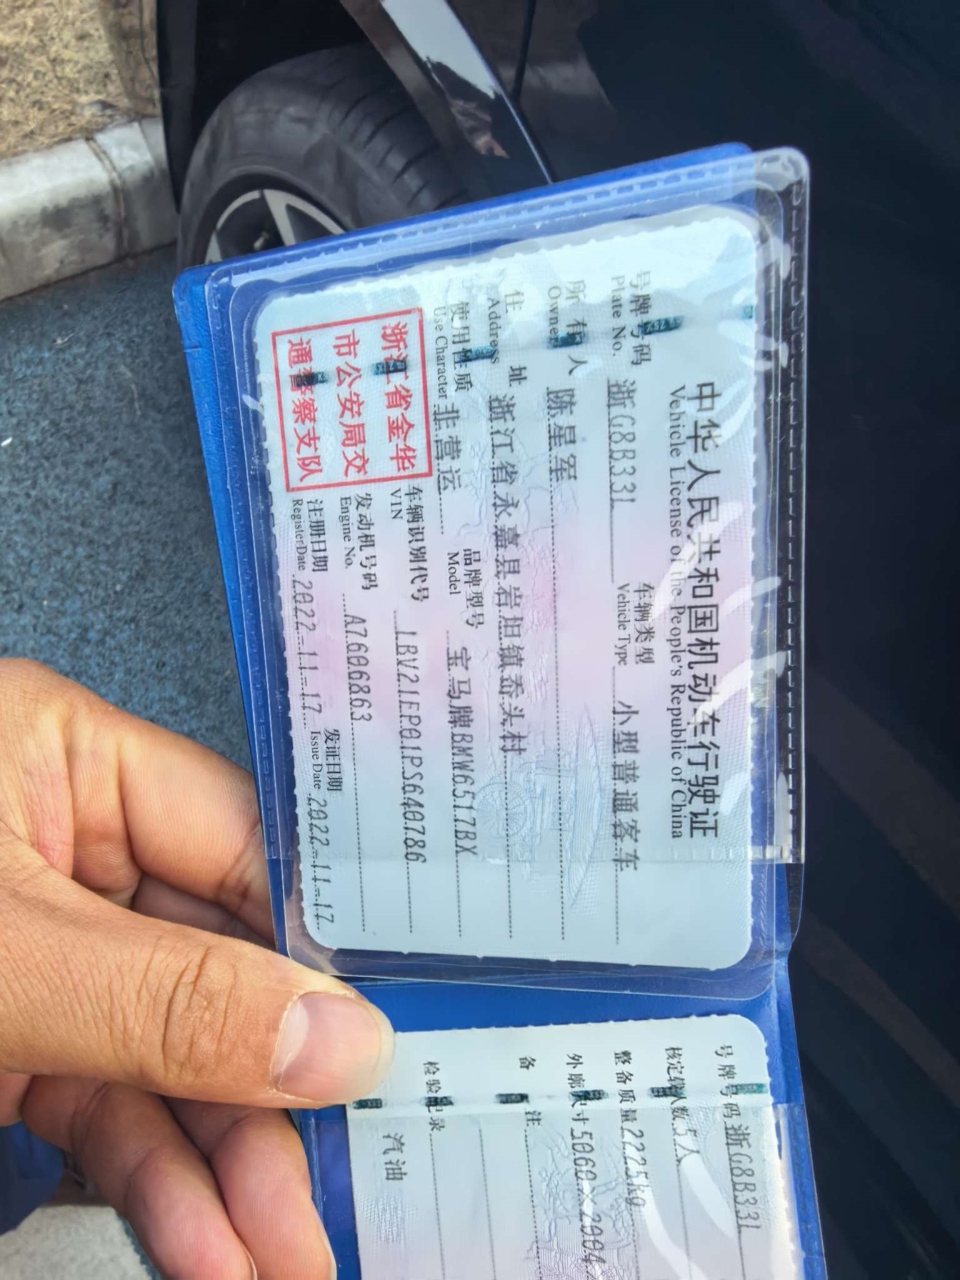 中华人民共和国机动车行驶证
Vehicle License of the People's Republic of China
号牌号码 浙G8B331 车辆类型 小型普通客车
Plate No. Vehicle Type
所有人 陈星军
Owner
住址 浙江省永嘉县岩坦镇岙头村
Address
使用性质 非营运 品牌型号 宝马牌BMW6517BX
Use Character Model
浙江省金华
市公安局交
通警察支队
车辆识别代号 LBV21FP01PS640786
VIN
发动机号码 A7606863
Engine No.
注册日期 2022-11-17 发证日期 2022-11-17
Register Date Issue Date
号牌号码 浙G8B331
核定载人数 5人
整备质量 2225kg
外廓尺寸 5060×2004
备注
检验记录
汽油